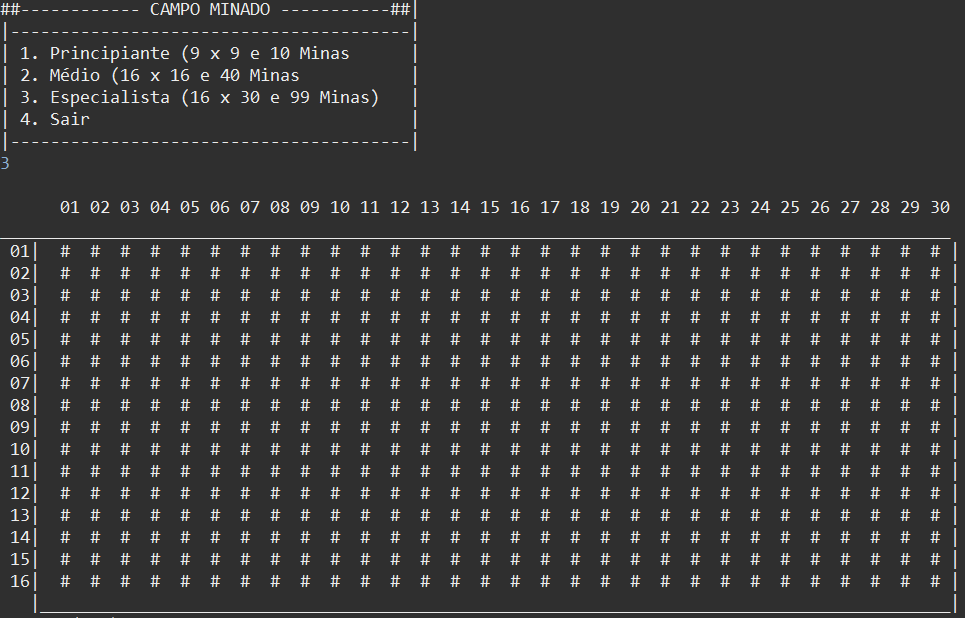 ##------------ CAMPO MINADO -----------##|
|----------------------------------------|
| 1. Principiante (9 x 9 e 10 Minas      |
| 2. Médio (16 x 16 e 40 Minas           |
| 3. Especialista (16 x 30 e 99 Minas)   |
| 4. Sair                                |
|----------------------------------------|
3
01 02 03 04 05 06 07 08 09 10 11 12 13 14 15 16 17 18 19 20 21 22 23 24 25 26 27 28 29 30
01|  #  #  #  #  #  #  #  #  #  #  #  #  #  #  #  #  #  #  #  #  #  #  #  #  #  #  #  #  #  # |
02|  #  #  #  #  #  #  #  #  #  #  #  #  #  #  #  #  #  #  #  #  #  #  #  #  #  #  #  #  #  # |
03|  #  #  #  #  #  #  #  #  #  #  #  #  #  #  #  #  #  #  #  #  #  #  #  #  #  #  #  #  #  # |
04|  #  #  #  #  #  #  #  #  #  #  #  #  #  #  #  #  #  #  #  #  #  #  #  #  #  #  #  #  #  # |
05|  #  #  #  #  #  #  #  #  #  #  #  #  #  #  #  #  #  #  #  #  #  #  #  #  #  #  #  #  #  # |
06|  #  #  #  #  #  #  #  #  #  #  #  #  #  #  #  #  #  #  #  #  #  #  #  #  #  #  #  #  #  # |
07|  #  #  #  #  #  #  #  #  #  #  #  #  #  #  #  #  #  #  #  #  #  #  #  #  #  #  #  #  #  # |
08|  #  #  #  #  #  #  #  #  #  #  #  #  #  #  #  #  #  #  #  #  #  #  #  #  #  #  #  #  #  # |
09|  #  #  #  #  #  #  #  #  #  #  #  #  #  #  #  #  #  #  #  #  #  #  #  #  #  #  #  #  #  # |
10|  #  #  #  #  #  #  #  #  #  #  #  #  #  #  #  #  #  #  #  #  #  #  #  #  #  #  #  #  #  # |
11|  #  #  #  #  #  #  #  #  #  #  #  #  #  #  #  #  #  #  #  #  #  #  #  #  #  #  #  #  #  # |
12|  #  #  #  #  #  #  #  #  #  #  #  #  #  #  #  #  #  #  #  #  #  #  #  #  #  #  #  #  #  # |
13|  #  #  #  #  #  #  #  #  #  #  #  #  #  #  #  #  #  #  #  #  #  #  #  #  #  #  #  #  #  # |
14|  #  #  #  #  #  #  #  #  #  #  #  #  #  #  #  #  #  #  #  #  #  #  #  #  #  #  #  #  #  # |
15|  #  #  #  #  #  #  #  #  #  #  #  #  #  #  #  #  #  #  #  #  #  #  #  #  #  #  #  #  #  # |
16|  #  #  #  #  #  #  #  #  #  #  #  #  #  #  #  #  #  #  #  #  #  #  #  #  #  #  #  #  #  # |